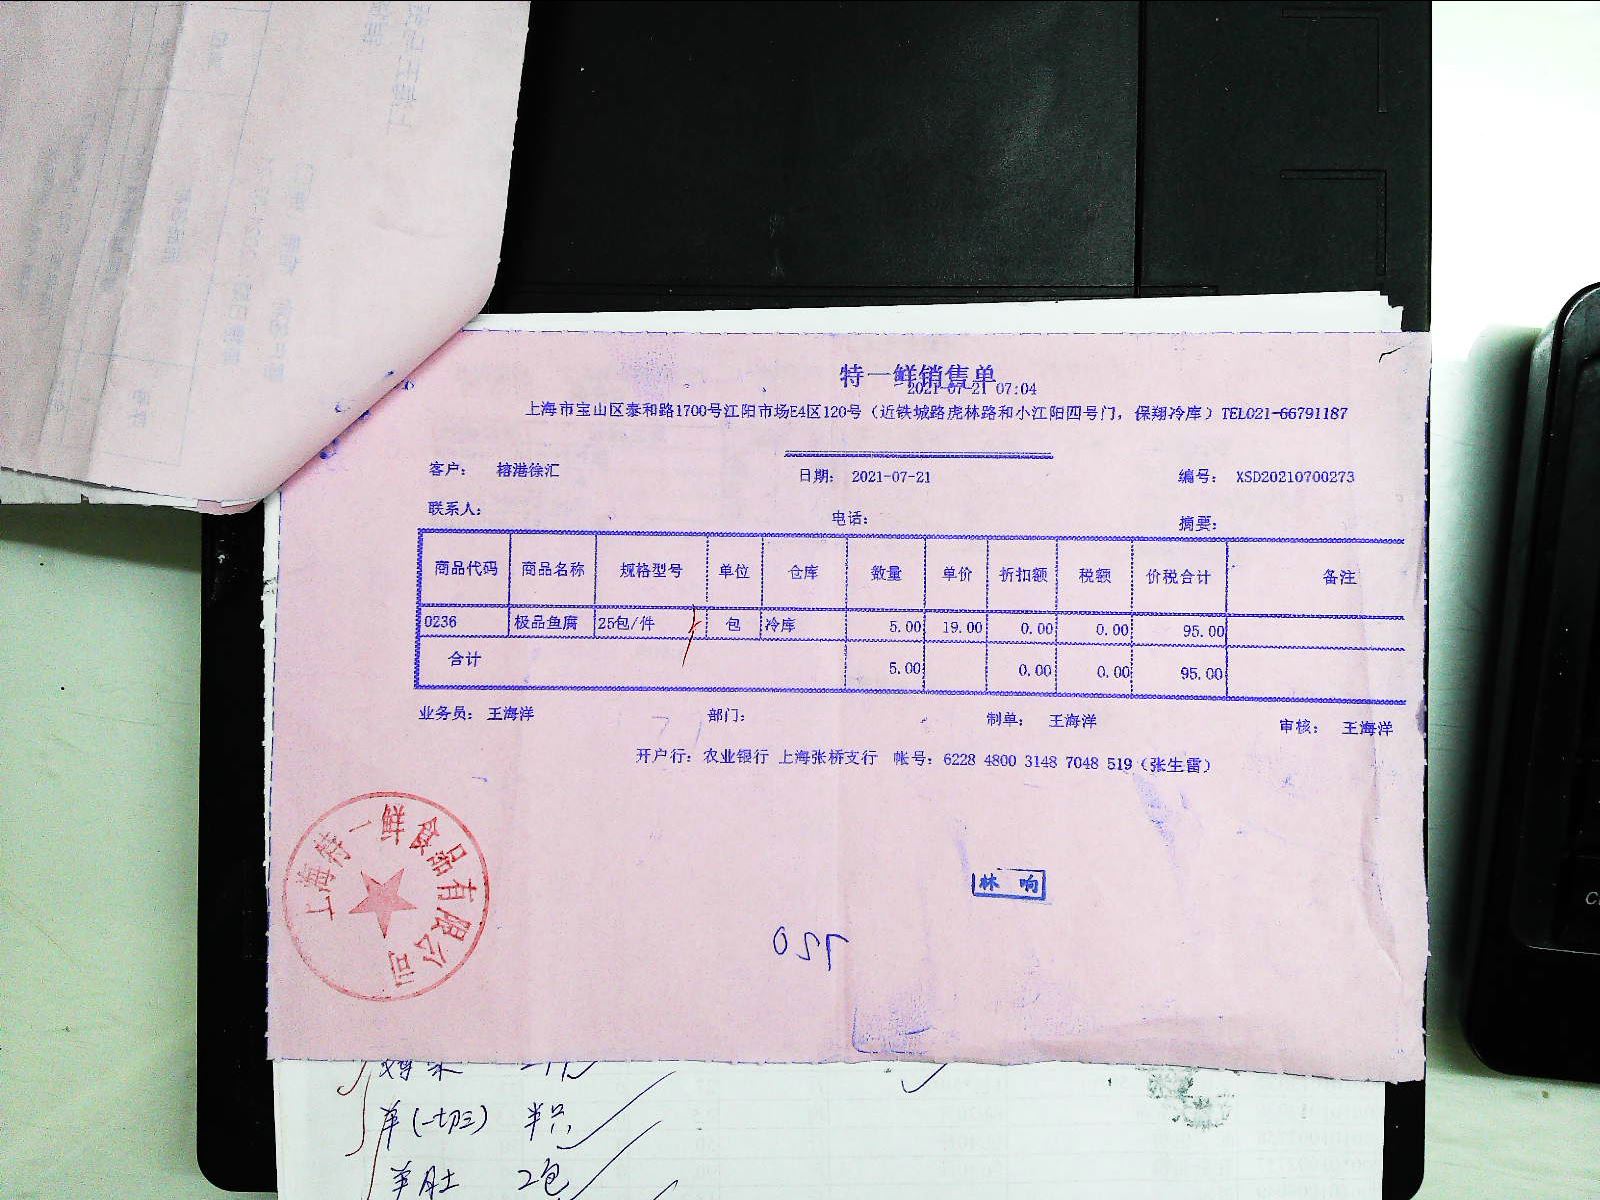 特一鲜销售单
2021-07-21 07:04
上海市宝山区泰和路1700号江阳市场E4区120号（近铁城路虎林路和小江阳四号门，保翔冷库）TEL021-66791187
客户： 榕港徐汇 日期： 2021-07-21 编号： XSD20210700273
联系人： 电话： 摘要：
商品代码 商品名称 规格型号 单位 仓库 数量 单价 折扣额 税额 价税合计 备注
0236 极品鱼腐 25包/件 包 冷库 5.00 19.00 0.00 0.00 95.00
合计 5.00 0.00 0.00 95.00
业务员： 王海洋 部门： 制单： 王海洋 审核： 王海洋
开户行：农业银行 上海张桥支行 帐号：6228 4800 3148 7048 519（张生雷）
上海特一鲜食品有限公司
林 响
羊(一切三) 半只
羊肚 2包